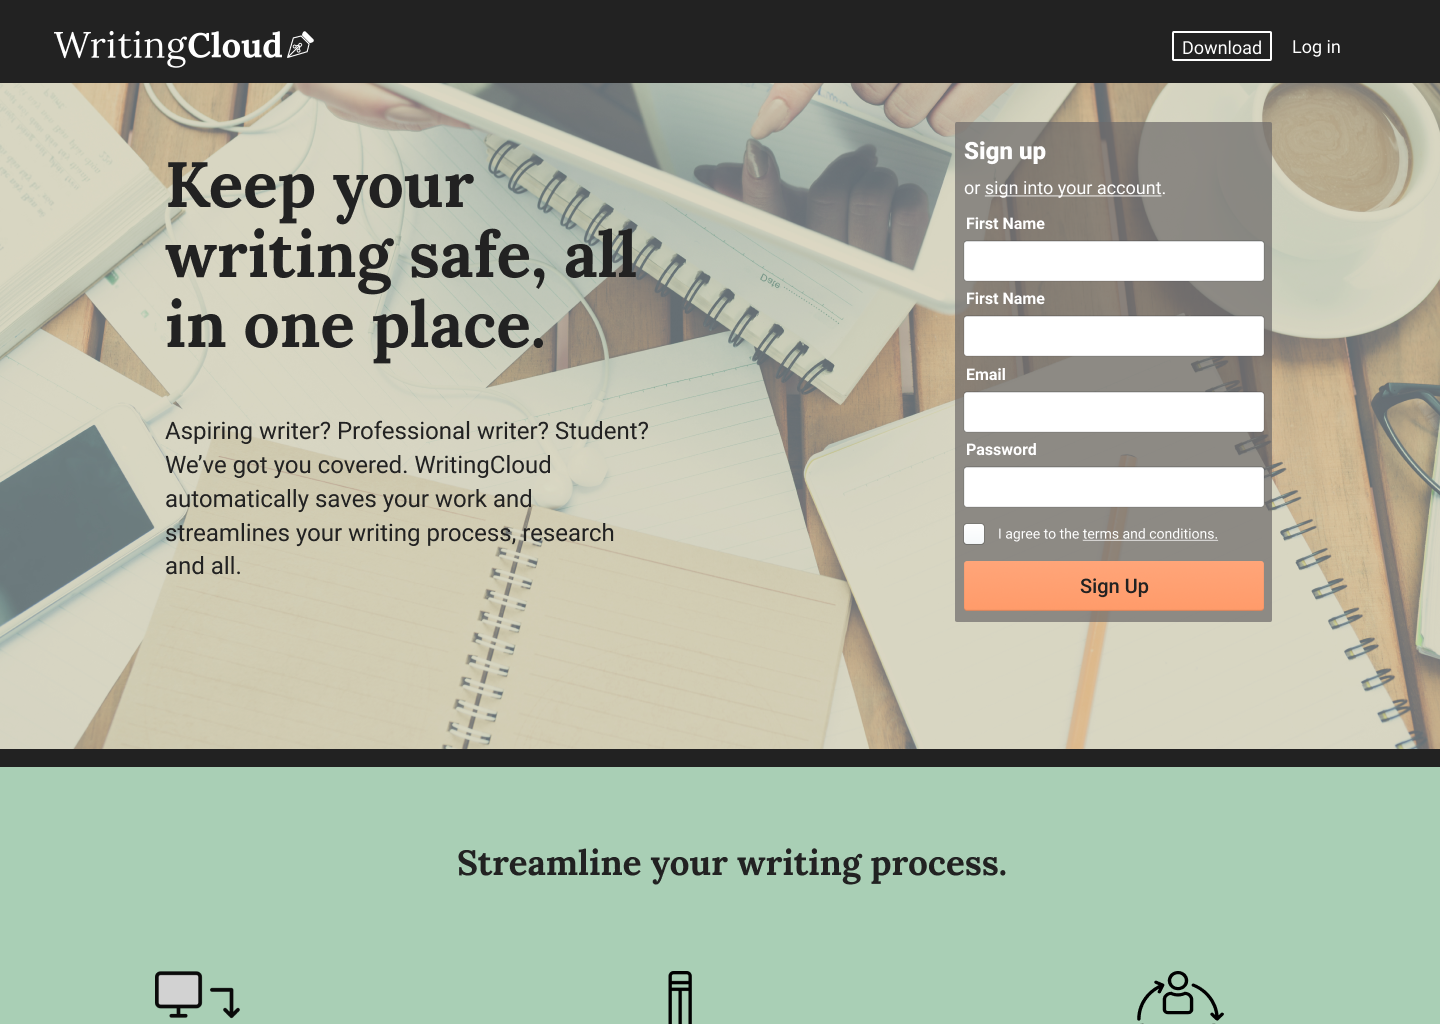 WritingCloud
Download
Log in
Keep your
writing safe, all
in one place.
Aspiring writer? Professional writer? Student?
We’ve got you covered. WritingCloud
automatically saves your work and
streamlines your writing process, research
and all.
Date
Sign up
or sign into your account.
First Name
First Name
Email
Password
I agree to the terms and conditions.
Sign Up
Streamline your writing process.